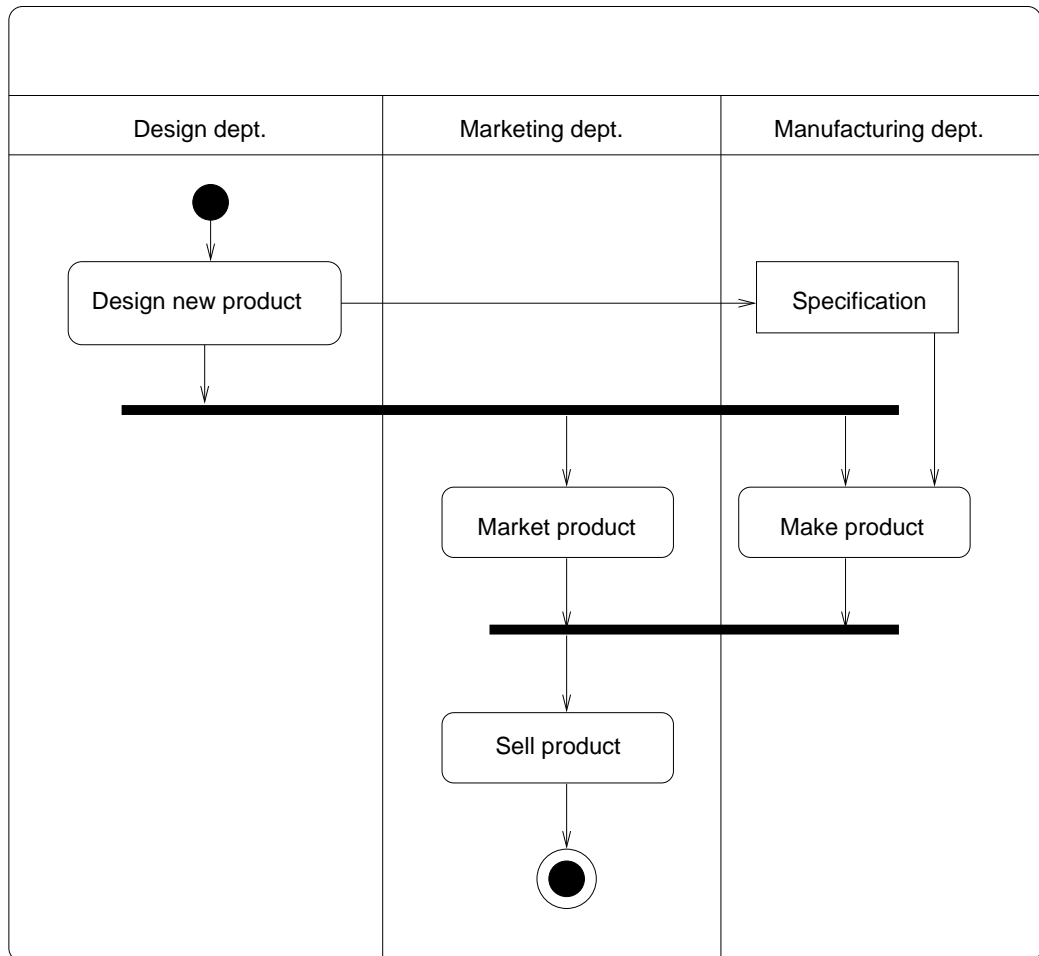 Design dept.
Marketing dept.
Manufacturing dept.
Design new product
Specification
Market product
Make product
Sell product